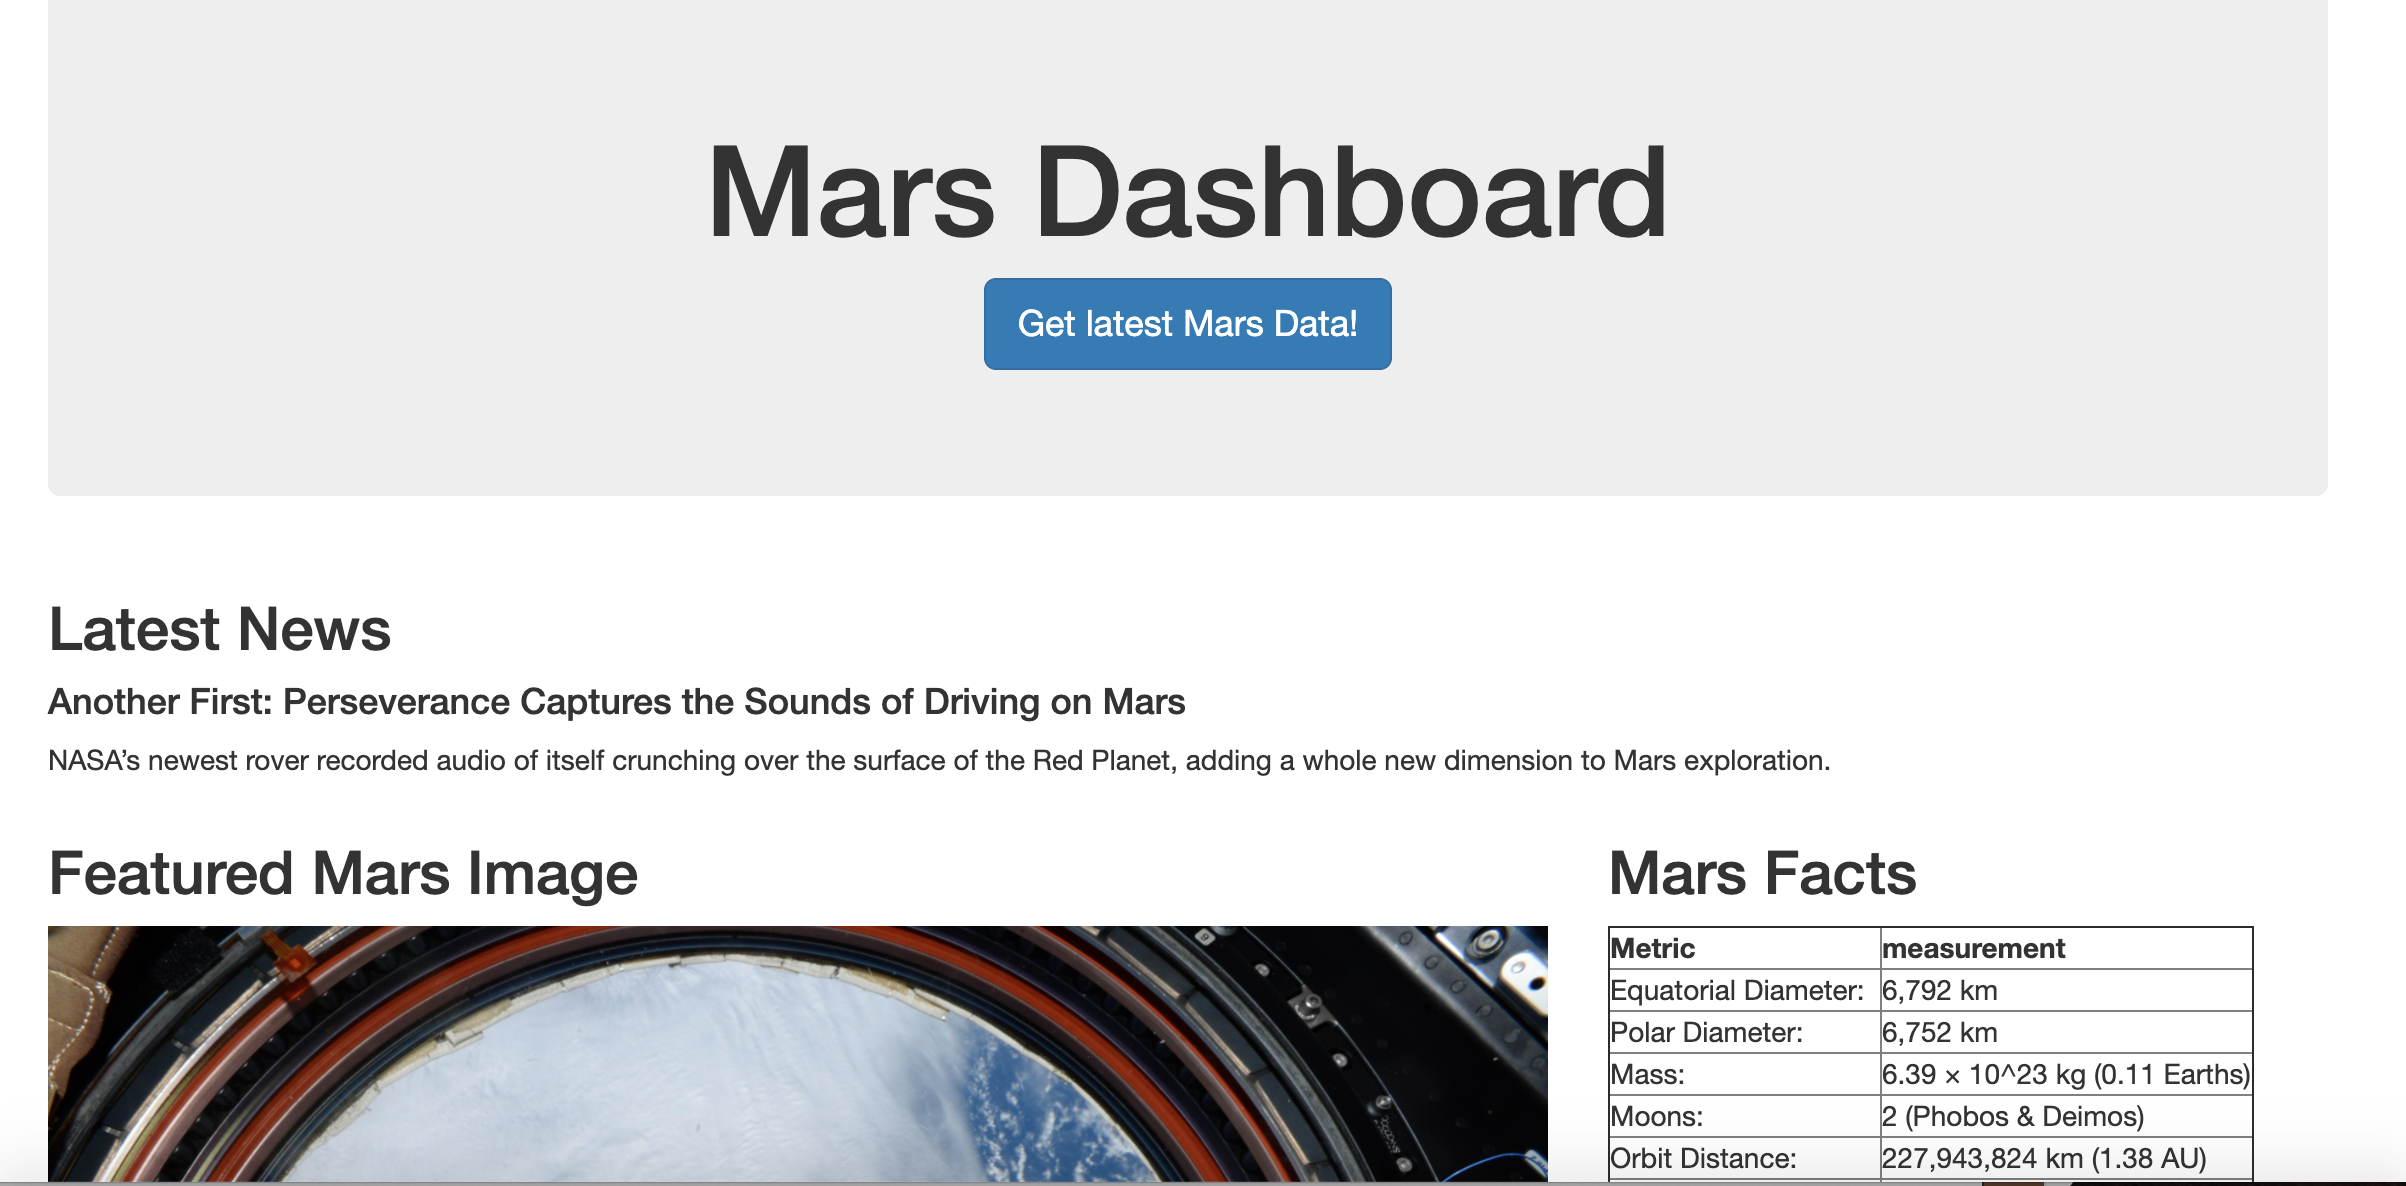 Mars Dashboard
Get latest Mars Data!
Latest News
Another First: Perseverance Captures the Sounds of Driving on Mars
NASA’s newest rover recorded audio of itself crunching over the surface of the Red Planet, adding a whole new dimension to Mars exploration.
Featured Mars Image
Mars Facts
Metric measurement
Equatorial Diameter: 6,792 km
Polar Diameter: 6,752 km
Mass: 6.39 × 10^23 kg (0.11 Earths)
Moons: 2 (Phobos & Deimos)
Orbit Distance: 227,943,824 km (1.38 AU)